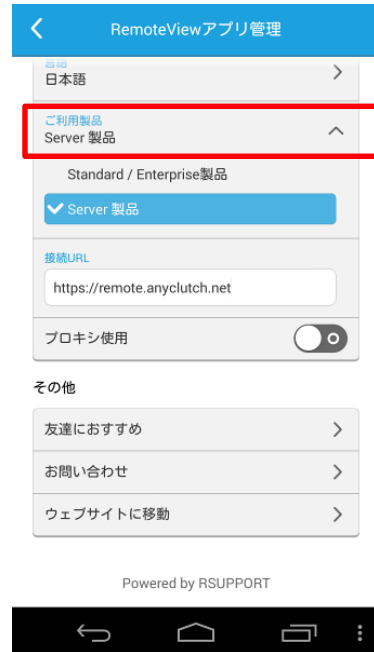 RemoteViewアプリ管理
言語
日本語
ご利用製品
Server 製品
Standard / Enterprise製品
Server 製品
接続URL
https://remote.anyclutch.net
プロキシ使用
その他
友達におすすめ
お問い合わせ
ウェブサイトに移動
Powered by RSUPPORT